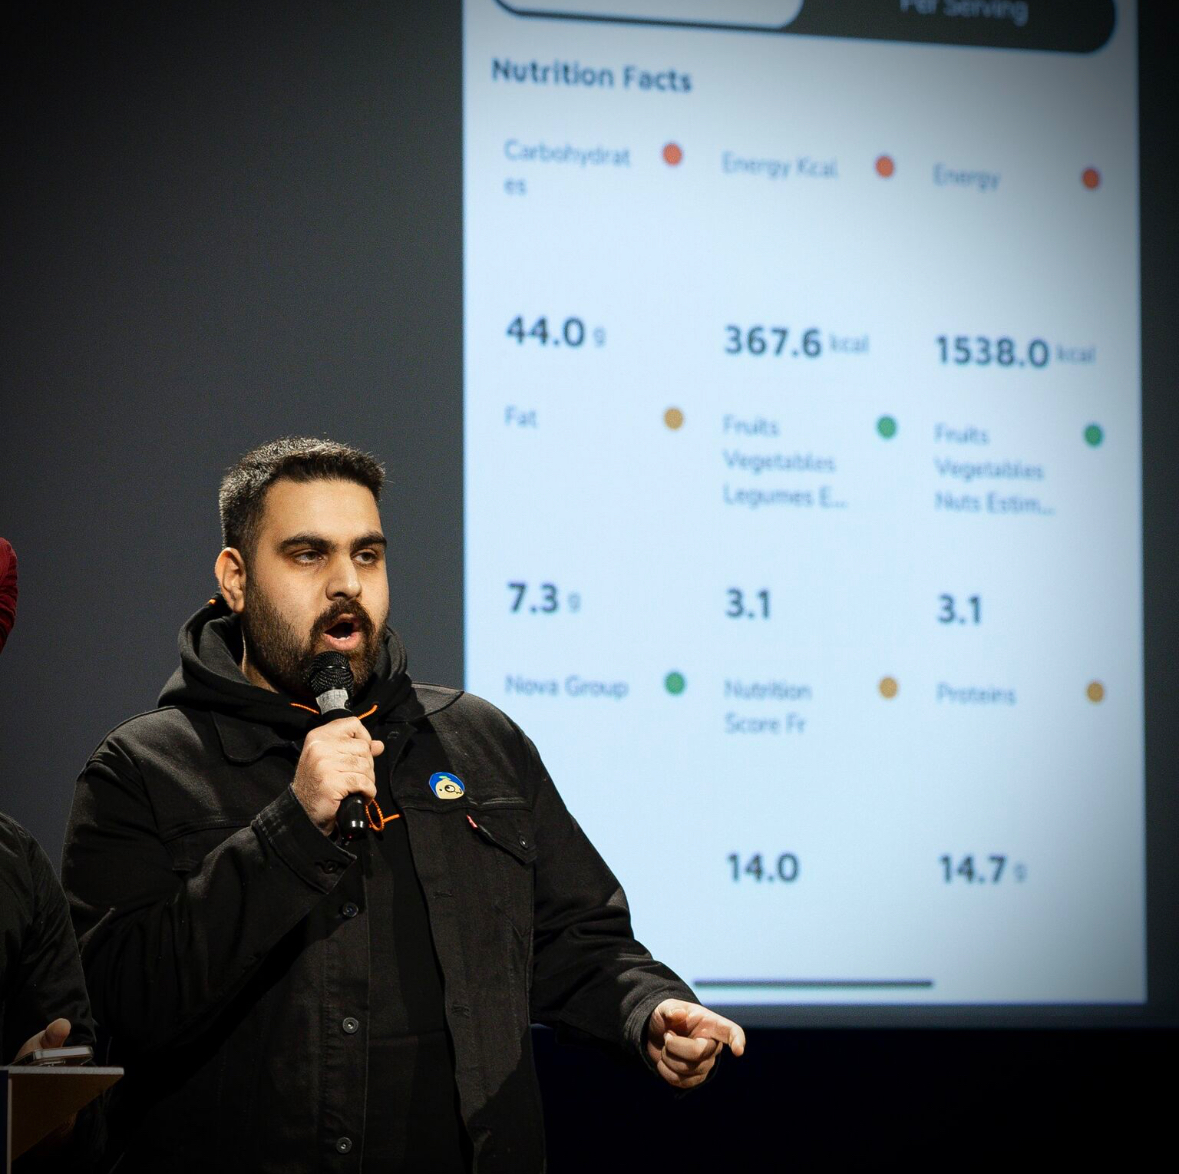 Per Serving
Nutrition Facts
Carbohydrat
es
Energy Kcal
Energy
44.0 g
367.6 kcal
1538.0 kcal
Fat
Fruits
Vegetables
Legumes E...
Fruits
Vegetables
Nuts Estim...
7.3 g
3.1
3.1
Nova Group
Nutrition
Score Fr
Proteins
14.0
14.7 g